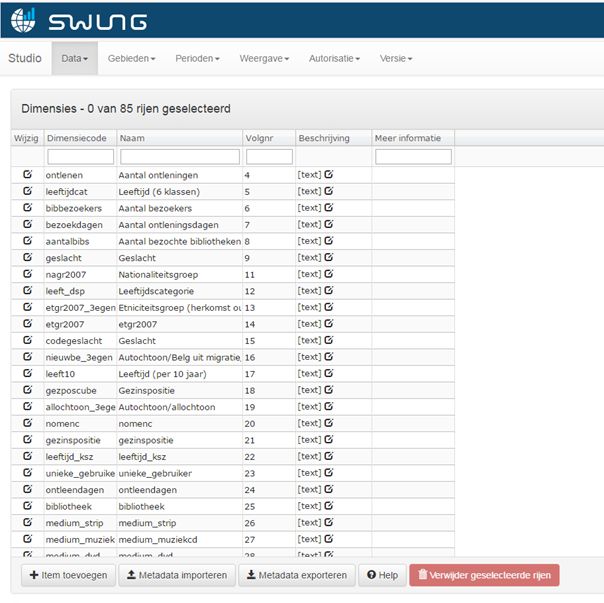 SWING
Studio Data Gebieden Perioden Weergave Autorisatie Versie
Dimensies - 0 van 85 rijen geselecteerd
Wijzig Dimensiecode Naam Volgnr Beschrijving Meer informatie
ontlenen Aantal ontleningen 4 [text]
leeftijdcat Leeftijd (6 klassen) 5 [text]
bibbezoekers Aantal bezoekers 6 [text]
bezoekdagen Aantal ontleningsdagen 7 [text]
aantalbibs Aantal bezochte bibliotheken 8 [text]
geslacht Geslacht 9 [text]
nagr2007 Nationaliteitsgroep 11 [text]
leeft_dsp Leeftijdscategorie 12 [text]
etgr2007_3egen Etniciteitsgroep (herkomst ou 13 [text]
etgr2007 etgr2007 14 [text]
codegeslacht Geslacht 15 [text]
nieuwbe_3egen Autochtoon/Belg uit migratie, 16 [text]
leeft10 Leeftijd (per 10 jaar) 17 [text]
gezposcube Gezinspositie 18 [text]
allochtoon_3ege Autochtoon/allochtoon 19 [text]
nomenc nomenc 20 [text]
gezinspositie gezinspositie 21 [text]
leeftijd_ksz leeftijd_ksz 22 [text]
unieke_gebruike unieke_gebruiker 23 [text]
ontleendagen ontleendagen 24 [text]
bibliotheek bibliotheek 25 [text]
medium_strip medium_strip 26 [text]
medium_muziek medium_muziekcd 27 [text]
medium_dvd medium_dvd 28 [text]
Item toevoegen Metadata importeren Metadata exporteren Help Verwijder geselecteerde rijen